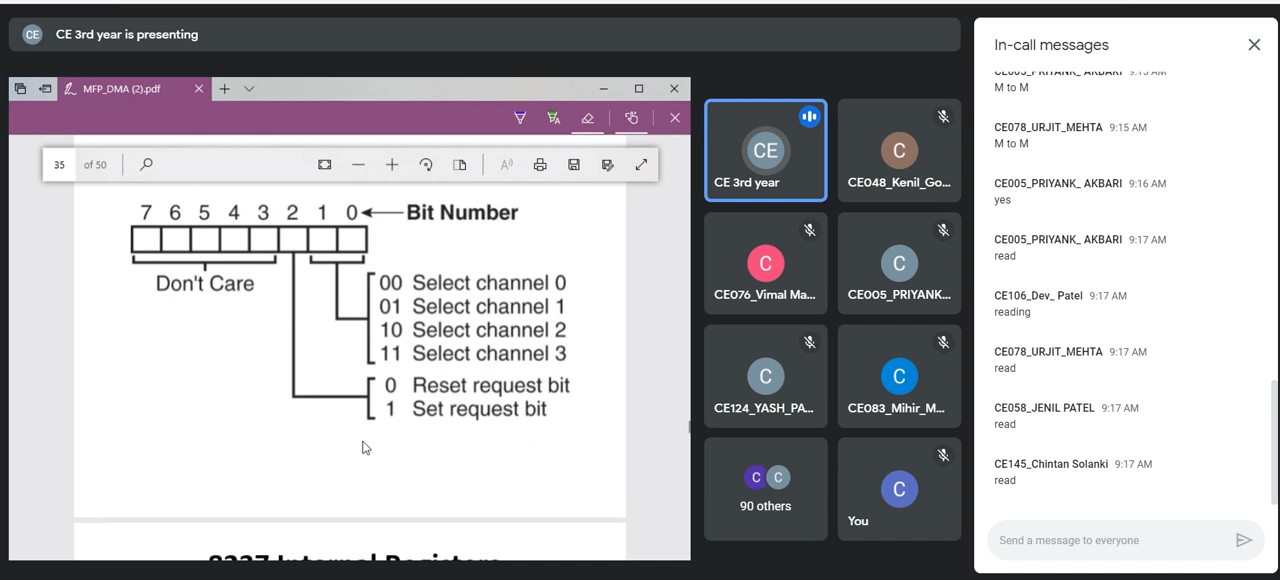 CE CE 3rd year is presenting
MFP_DMA (2).pdf
35 of 50
7 6 5 4 3 2 1 0 Bit Number
Don't Care
00 Select channel 0
01 Select channel 1
10 Select channel 2
11 Select channel 3
0 Reset request bit
1 Set request bit
8237 Internal Registers
CE
CE 3rd year
C
CE048_Kenil_Go...
C
CE076_Vimal Ma...
C
CE005_PRIYANK...
C
CE124_YASH_PA...
C
CE083_Mihir_M...
C C
90 others
C
You
In-call messages
CE005_PRIYANK_ AKBARI 9:15 AM
M to M
CE078_URJIT_MEHTA 9:15 AM
M to M
CE005_PRIYANK_ AKBARI 9:16 AM
yes
CE005_PRIYANK_ AKBARI 9:17 AM
read
CE106_Dev_ Patel 9:17 AM
reading
CE078_URJIT_MEHTA 9:17 AM
read
CE058_JENIL PATEL 9:17 AM
read
CE145_Chintan Solanki 9:17 AM
read
Send a message to everyone